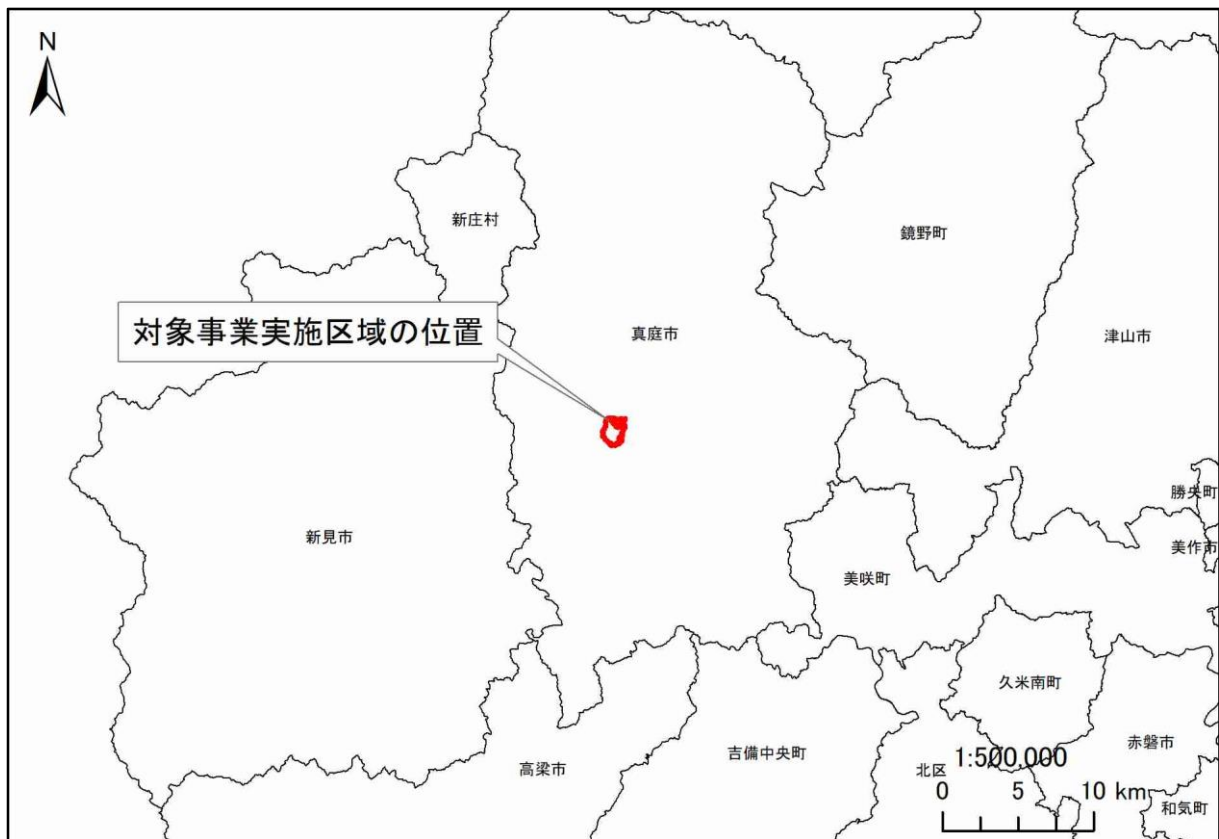 N
新庄村
鏡野町
対象事業実施区域の位置
真庭市
津山市
勝央町
新見市
美作市
美咲町
久米南町
赤磐市
吉備中央町
高梁市
北区
1:500,000
0 5 10 km
和気町